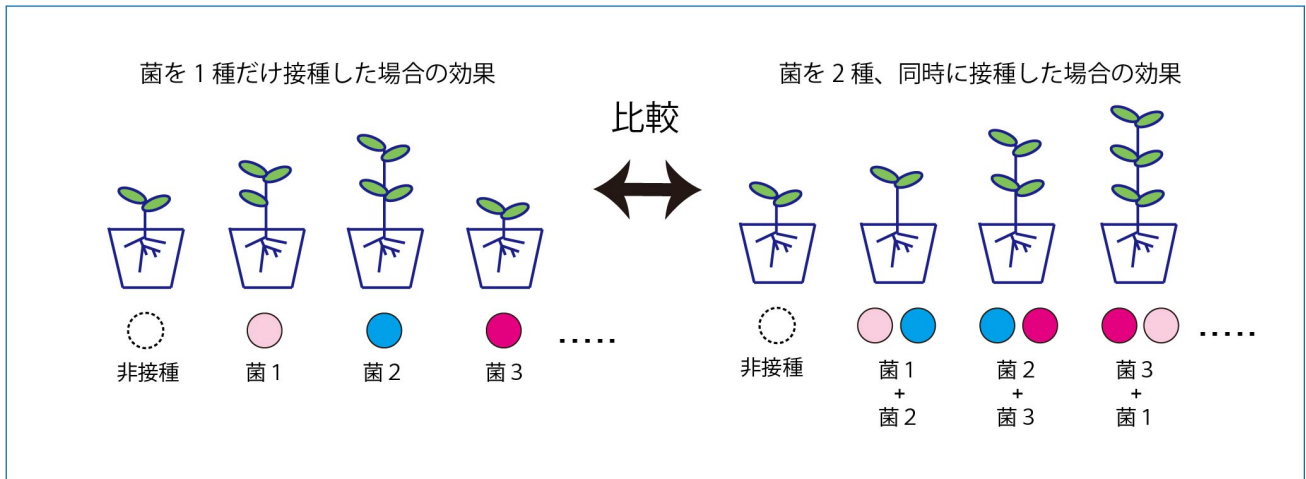 菌を 1 種だけ接種した場合の効果
菌を 2 種、同時に接種した場合の効果
比較
非接種
菌 1
菌 2
菌 3
.....
非接種
菌 1
+
菌 2
菌 2
+
菌 3
菌 3
+
菌 1
.....